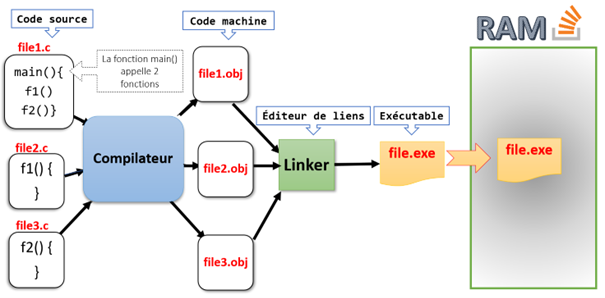 Code source
Code machine
RAM
file1.c
main(){
f1()
f2()}
La fonction main()
appelle 2
fonctions
file1.obj
Éditeur de liens
Exécutable
file2.c
f1() {
}
Compilateur
file2.obj
Linker
file.exe
file.exe
file3.c
f2() {
}
file3.obj